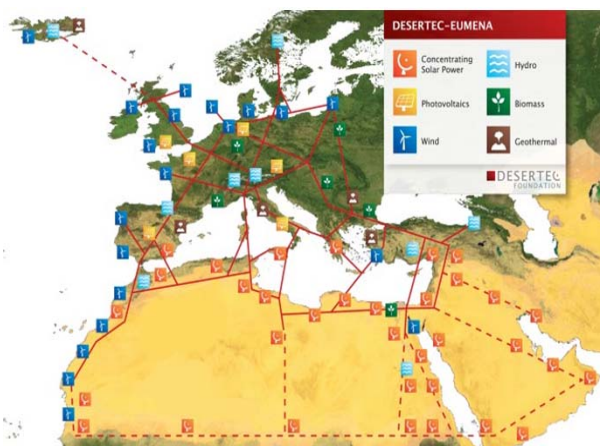 DESERTEC-EUMENA
Concentrating
Solar Power
Hydro
Photovoltaics
Biomass
Wind
Geothermal
DESERTEC
FOUNDATION